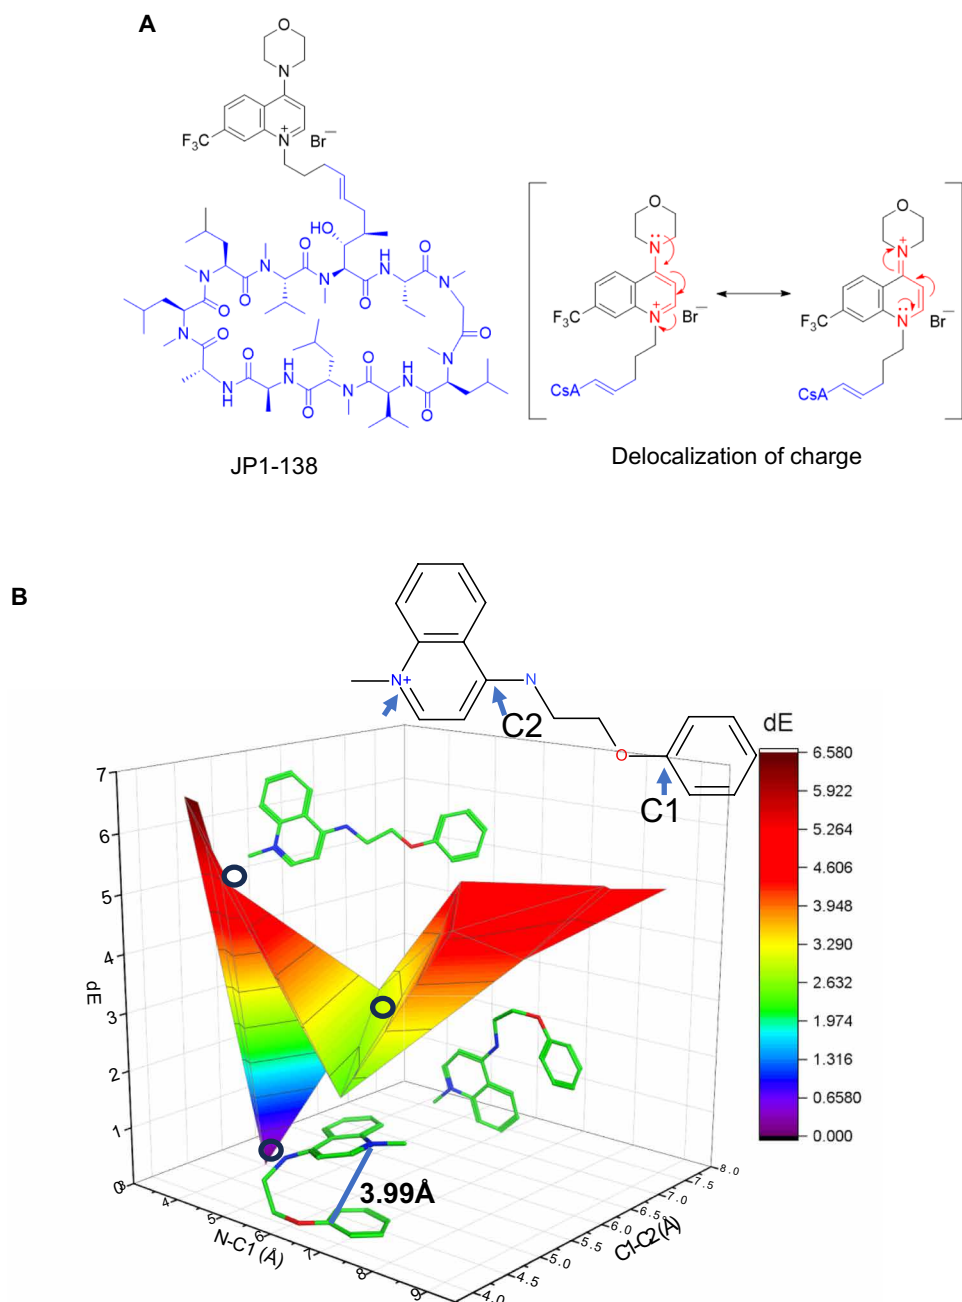 A
O
N
F₃C
N
+
Br
—
HO
O
O
O
O
N
N
N
HN
N
O
O
N
O
O
O
O
N
N
H
H
N
O
N
O
N
H
O
N
JP1-138
O
N
F₃C
N
+
Br
—
CsA
O
N
+
F₃C
N
Br
—
CsA
Delocalization of charge
B
N+
N
C2
O
C1
dE
6.580
5.922
5.264
4.606
3.948
3.290
2.632
1.974
1.316
0.6580
0.000
7
6
5
4
3
2
1
0
dE
3
4
5
6
7
8
9
N-C1 (Å)
4.0
4.5
5.0
5.5
6.0
6.5
7.0
7.5
8.0
C1-C2 (Å)
3.99Å